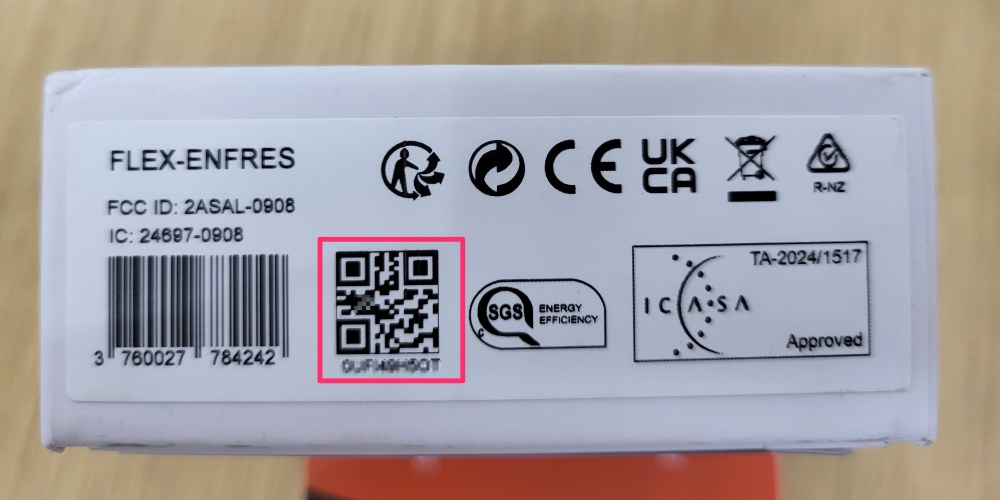 FLEX-ENFRES
FCC ID: 2ASAL-0908
IC: 24697-0908
3 760027 784242
UK
CA
R-NZ
SGS
ENERGY
EFFICIENCY
C
TA-2024/1517
ICASA
Approved